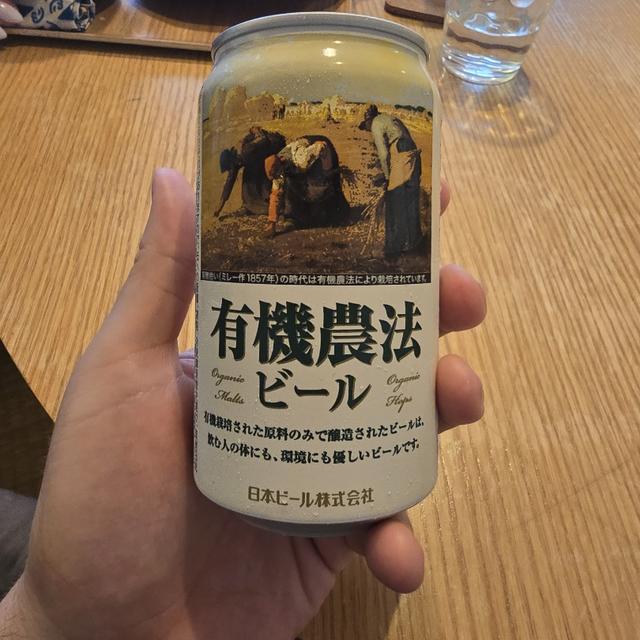 (ミレー作1857年)の時代は有機農法により栽培されています。
有機農法
ビール
Organic
Malts
Organic
Hops
有機栽培された原料のみで醸造されたビールは、
飲む人の体にも、環境にも優しいビールです。
日本ビール株式会社